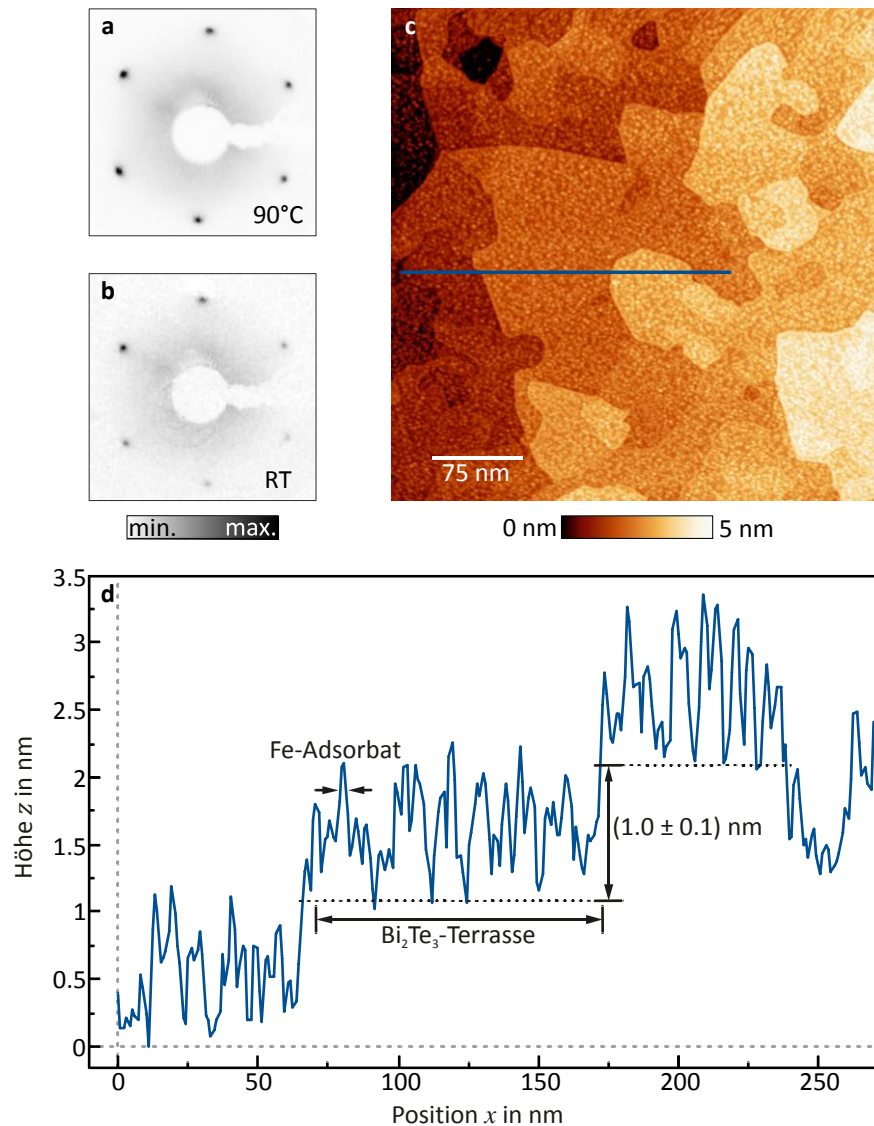 a
90°C
b
RT
min. max.
c
75 nm
0 nm 5 nm
d
3.5
3
2.5
2
1.5
1
0.5
0
Höhe z in nm
Fe-Adsorbat
(1.0 ± 0.1) nm
Bi₂Te₃-Terrasse
0 50 100 150 200 250
Position x in nm